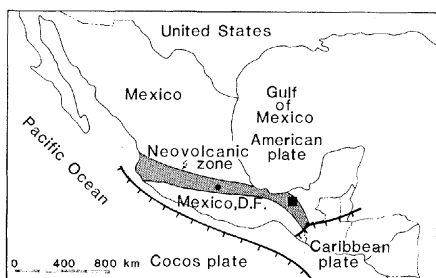 United States
Mexico
Gulf
of
Mexico
American
plate
Pacific Ocean
Neovolcanic
zone
Mexico, D.F.
Caribbean
plate
Cocos plate
0 400 800 km